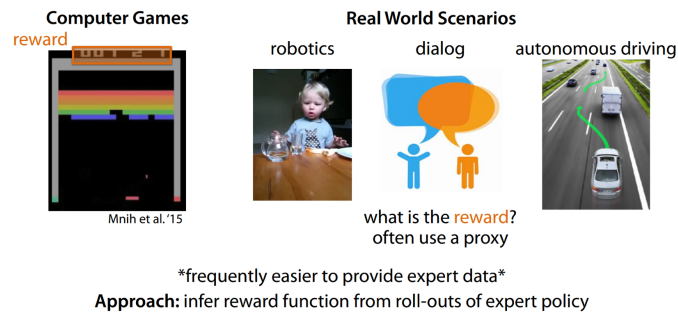 Computer Games
Real World Scenarios
reward
robotics
dialog
autonomous driving
Mnih et al. '15
what is the reward?
often use a proxy
*frequently easier to provide expert data*
Approach: infer reward function from roll-outs of expert policy